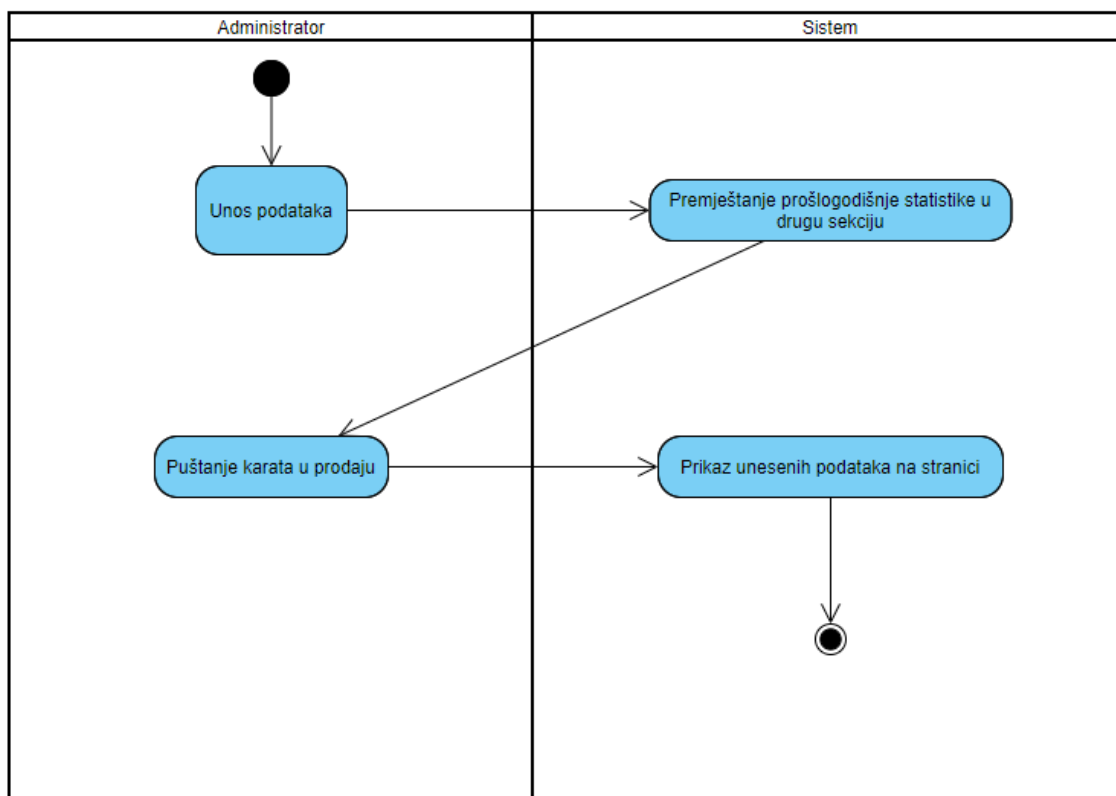 Administrator
Sistem
Unos podataka
Premještanje prošlogodišnje statistike u
drugu sekciju
Puštanje karata u prodaju
Prikaz unesenih podataka na stranici